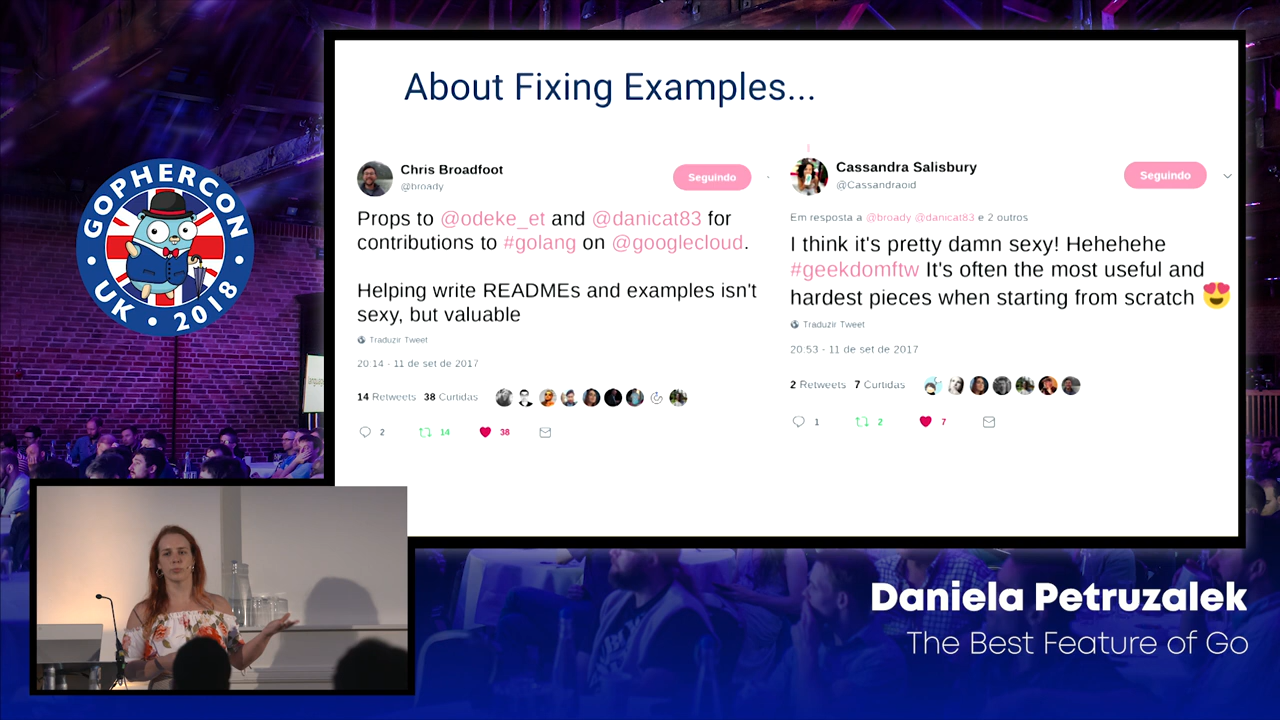 GOPHERCON
UK • 2018
About Fixing Examples...
Chris Broadfoot
@broady
Seguindo
Props to @odeke_et and @danicat83 for
contributions to #golang on @googlecloud.
Helping write READMEs and examples isn't
sexy, but valuable
Traduzir Tweet
20:14 - 11 de set de 2017
14 Retweets 38 Curtidas
2 14 38
Cassandra Salisbury
@Cassandraoid
Seguindo
Em resposta a @broady @danicat83 e 2 outros
I think it's pretty damn sexy! Hehehehe
#geekdomftw It's often the most useful and
hardest pieces when starting from scratch 😍
Traduzir Tweet
20:53 - 11 de set de 2017
2 Retweets 7 Curtidas
1 2 7
Daniela Petruzalek
The Best Feature of Go